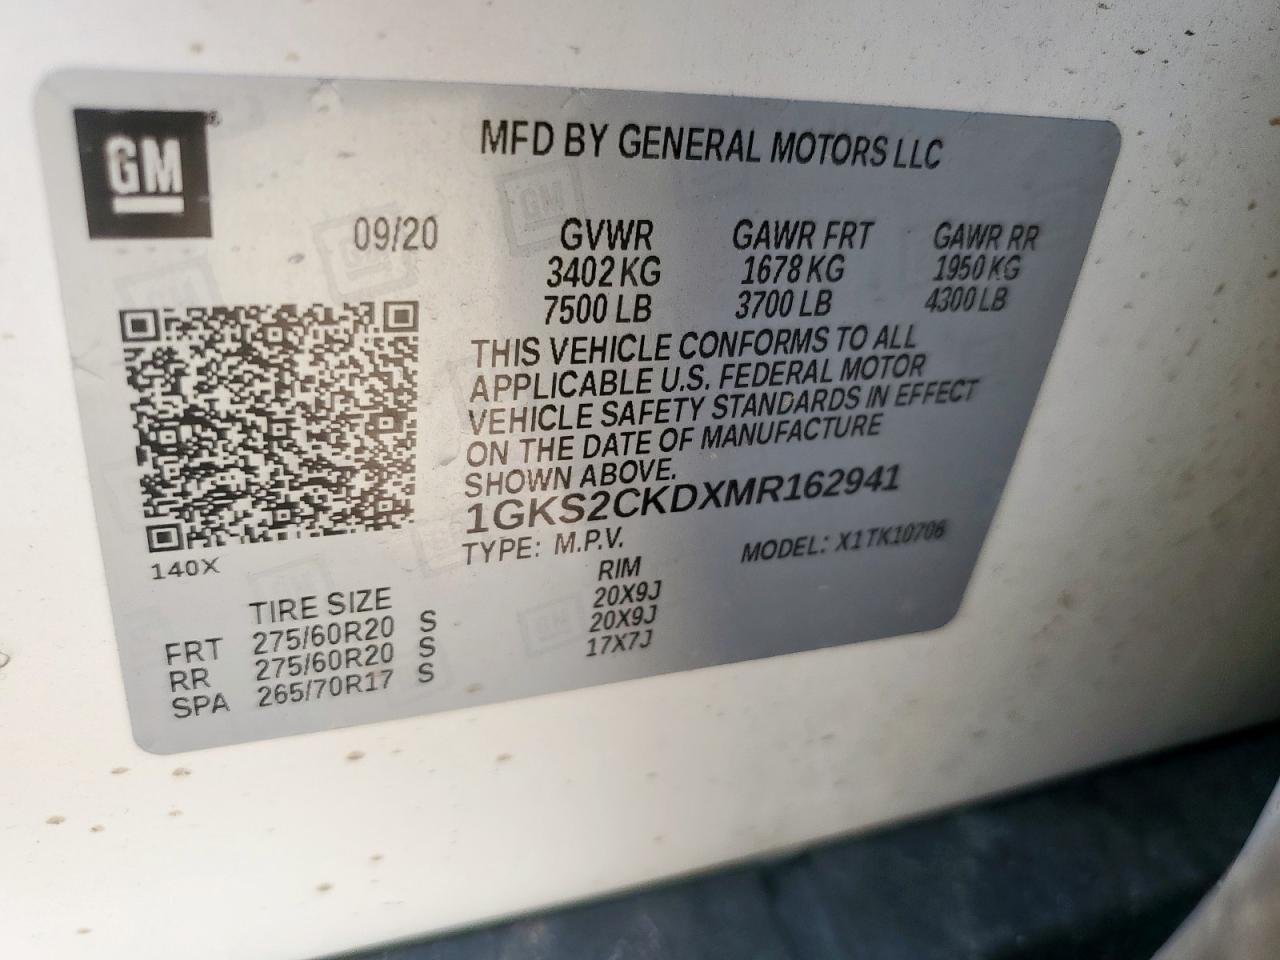 GM®
MFD BY GENERAL MOTORS LLC
09/20 GVWR GAWR FRT GAWR RR
3402 KG 1678 KG 1950 KG
7500 LB 3700 LB 4300 LB
THIS VEHICLE CONFORMS TO ALL
APPLICABLE U.S. FEDERAL MOTOR
VEHICLE SAFETY STANDARDS IN EFFECT
ON THE DATE OF MANUFACTURE
SHOWN ABOVE.
1GKS2CKDXMR162941
TYPE: M.P.V. MODEL: X1TK10706
140X
TIRE SIZE RIM
FRT 275/60R20 S 20X9J
RR 275/60R20 S 20X9J
SPA 265/70R17 S 17X7J